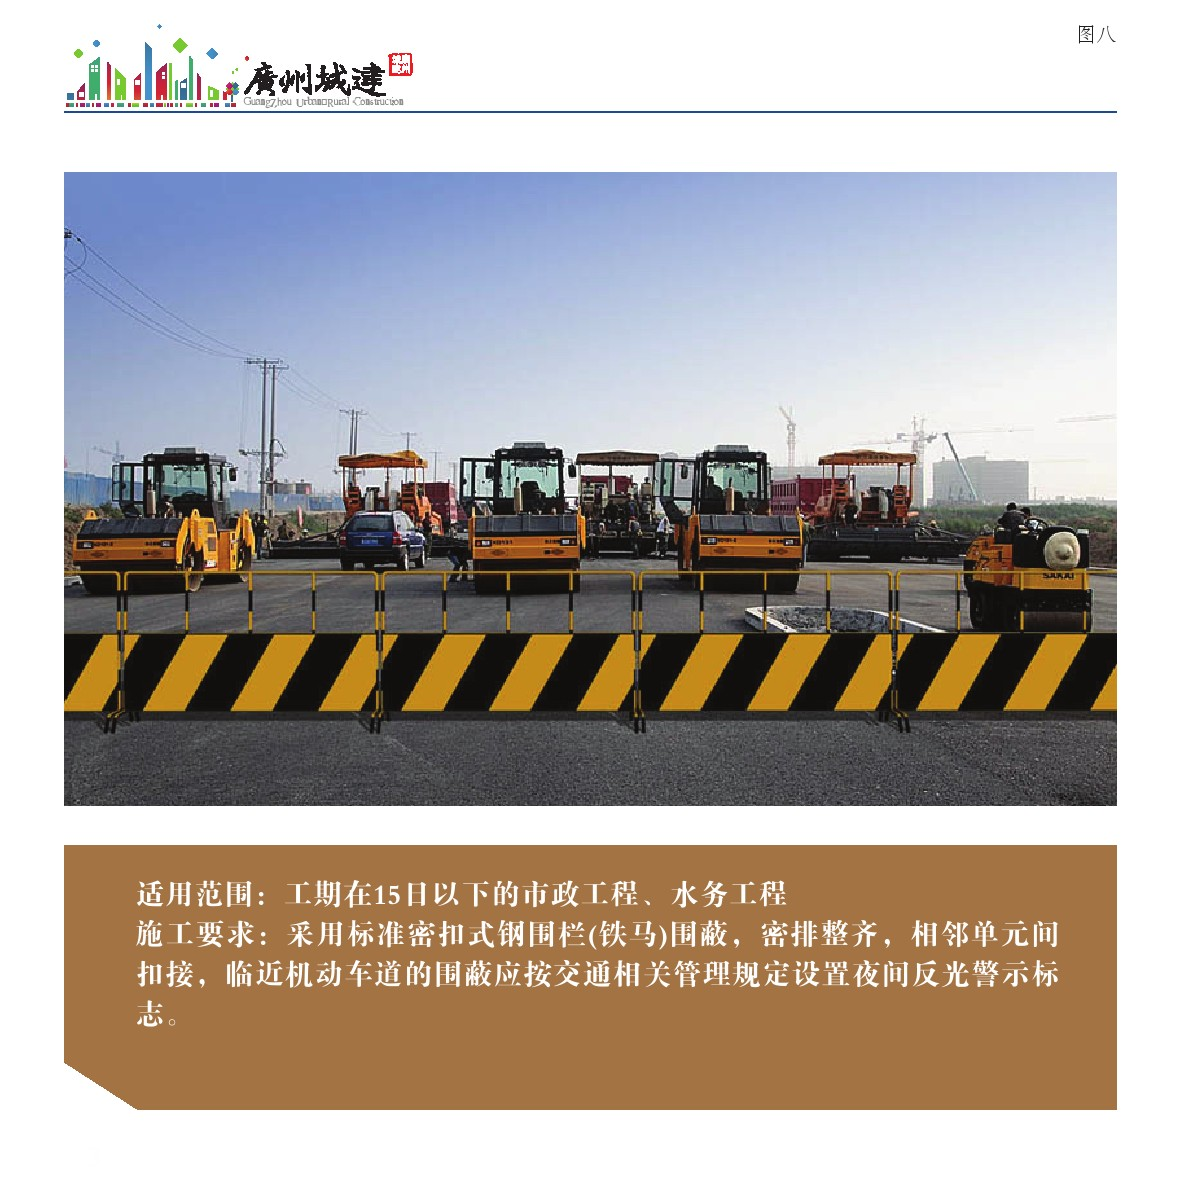 图八
廣州城建
GuangZhou Urban&Rural Construction
SAKAI
适用范围：工期在15日以下的市政工程、水务工程
施工要求：采用标准密扣式钢围栏(铁马)围蔽，密排整齐，相邻单元间
扣接，临近机动车道的围蔽应按交通相关管理规定设置夜间反光警示标
志。